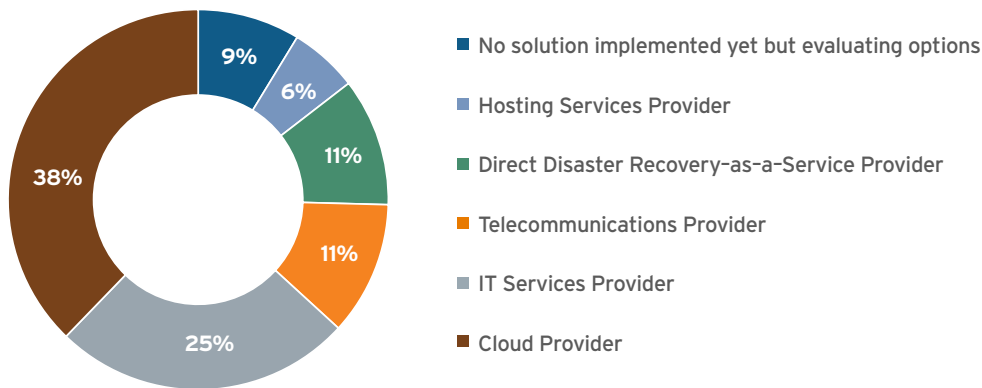 9%
6%
11%
11%
25%
38%
No solution implemented yet but evaluating options
Hosting Services Provider
Direct Disaster Recovery-as-a-Service Provider
Telecommunications Provider
IT Services Provider
Cloud Provider